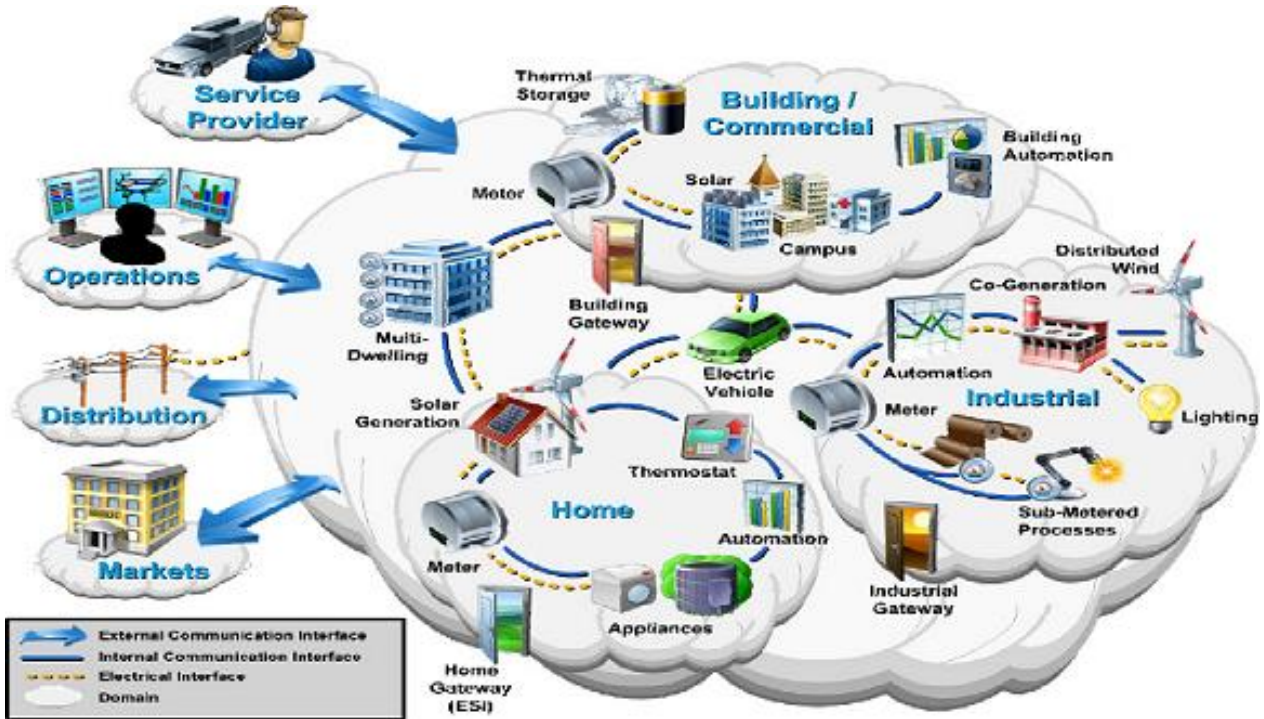 Service
Provider
Thermal
Storage
Building /
Commercial
Building
Automation
Meter
Solar
Campus
Operations
Multi-
Dwelling
Building
Gateway
Distributed
Wind
Co-Generation
Electric
Vehicle
Automation
Distribution
Solar
Generation
Meter
Industrial
Lighting
Thermostat
Home
Sub-Metered
Processes
Markets
Meter
Automation
Appliances
Industrial
Gateway
Home
Gateway
(ESI)
External Communication Interface
Internal Communication Interface
Electrical Interface
Domain